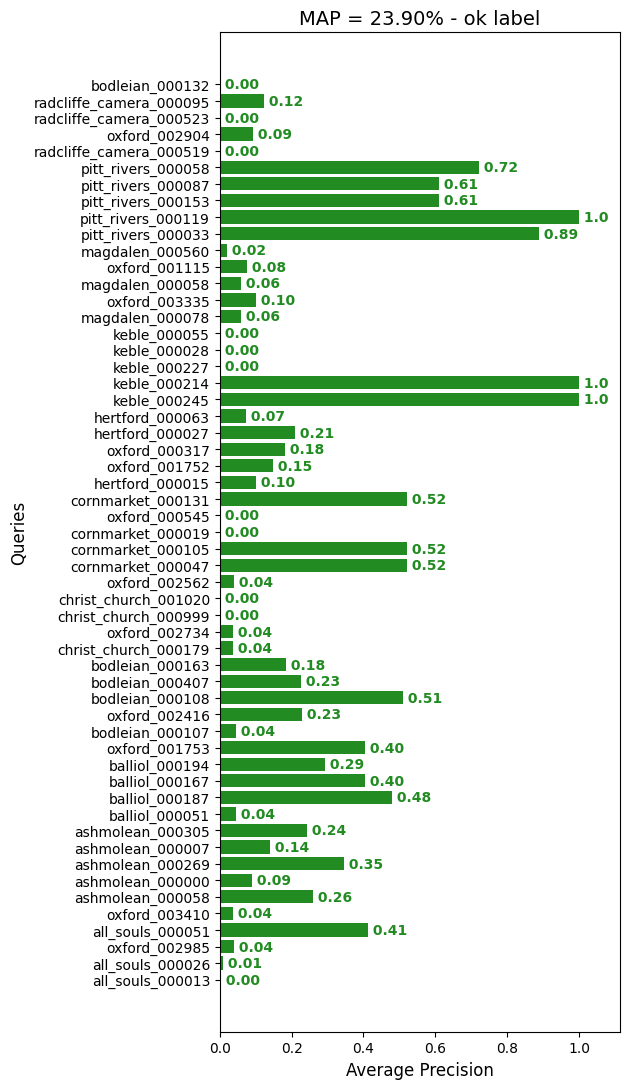 MAP = 23.90% - ok label
bodleian_000132 0.00
radcliffe_camera_000095 0.12
radcliffe_camera_000523 0.00
oxford_002904 0.09
radcliffe_camera_000519 0.00
pitt_rivers_000058 0.72
pitt_rivers_000087 0.61
pitt_rivers_000153 0.61
pitt_rivers_000119 1.0
pitt_rivers_000033 0.89
magdalen_000560 0.02
oxford_001115 0.08
magdalen_000058 0.06
oxford_003335 0.10
magdalen_000078 0.06
keble_000055 0.00
keble_000028 0.00
keble_000227 0.00
keble_000214 1.0
keble_000245 1.0
hertford_000063 0.07
hertford_000027 0.21
oxford_000317 0.18
oxford_001752 0.15
hertford_000015 0.10
cornmarket_000131 0.52
oxford_000545 0.00
cornmarket_000019 0.00
cornmarket_000105 0.52
cornmarket_000047 0.52
oxford_002562 0.04
christ_church_001020 0.00
christ_church_000999 0.00
oxford_002734 0.04
christ_church_000179 0.04
bodleian_000163 0.18
bodleian_000407 0.23
bodleian_000108 0.51
oxford_002416 0.23
bodleian_000107 0.04
oxford_001753 0.40
balliol_000194 0.29
balliol_000167 0.40
balliol_000187 0.48
balliol_000051 0.04
ashmolean_000305 0.24
ashmolean_000007 0.14
ashmolean_000269 0.35
ashmolean_000000 0.09
ashmolean_000058 0.26
oxford_003410 0.04
all_souls_000051 0.41
oxford_002985 0.04
all_souls_000026 0.01
all_souls_000013 0.00
Queries
0.0 0.2 0.4 0.6 0.8 1.0
Average Precision